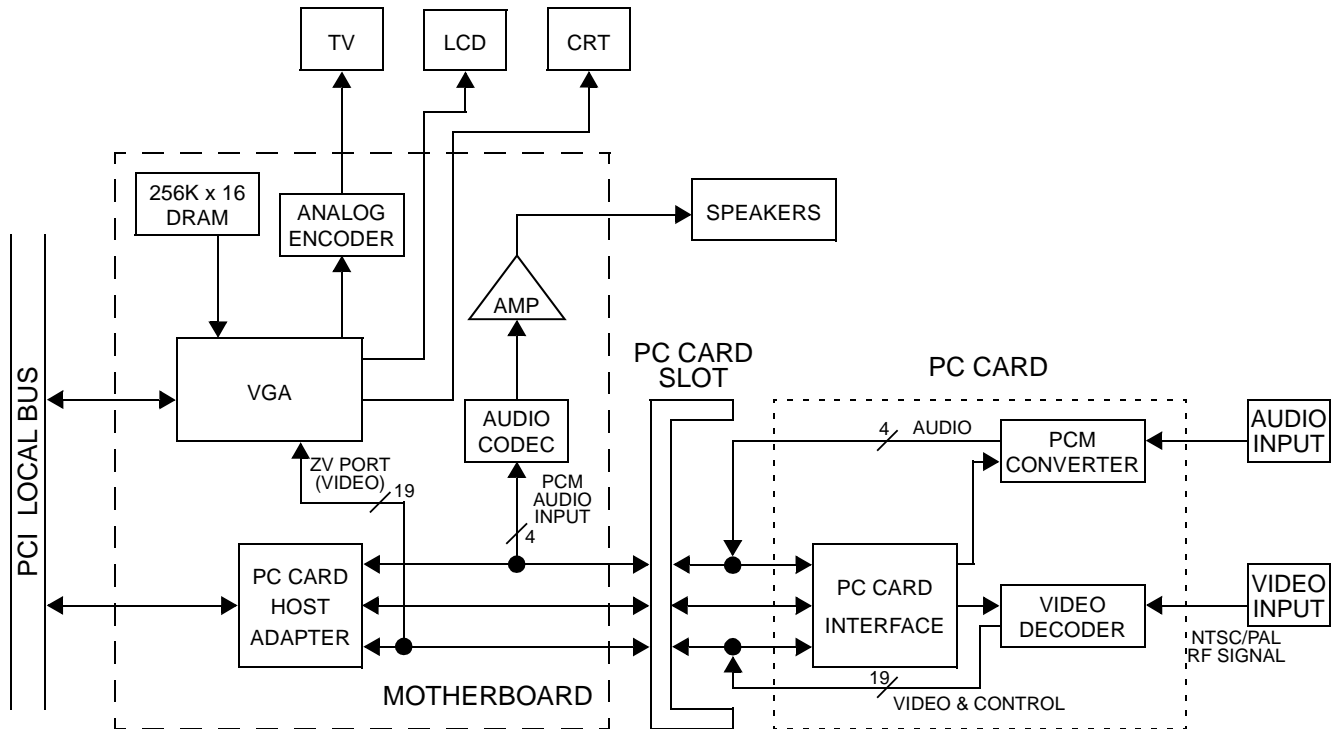 TV
LCD
CRT
256K x 16
DRAM
ANALOG
ENCODER
SPEAKERS
AMP
VGA
PC CARD
SLOT
PC CARD
PCI LOCAL BUS
AUDIO
CODEC
4
AUDIO
PCM
CONVERTER
AUDIO
INPUT
ZV PORT
(VIDEO)
19
PCM
AUDIO
INPUT
4
PC CARD
HOST
ADAPTER
PC CARD
INTERFACE
VIDEO
DECODER
VIDEO
INPUT
NTSC/PAL
RF SIGNAL
19
VIDEO & CONTROL
MOTHERBOARD